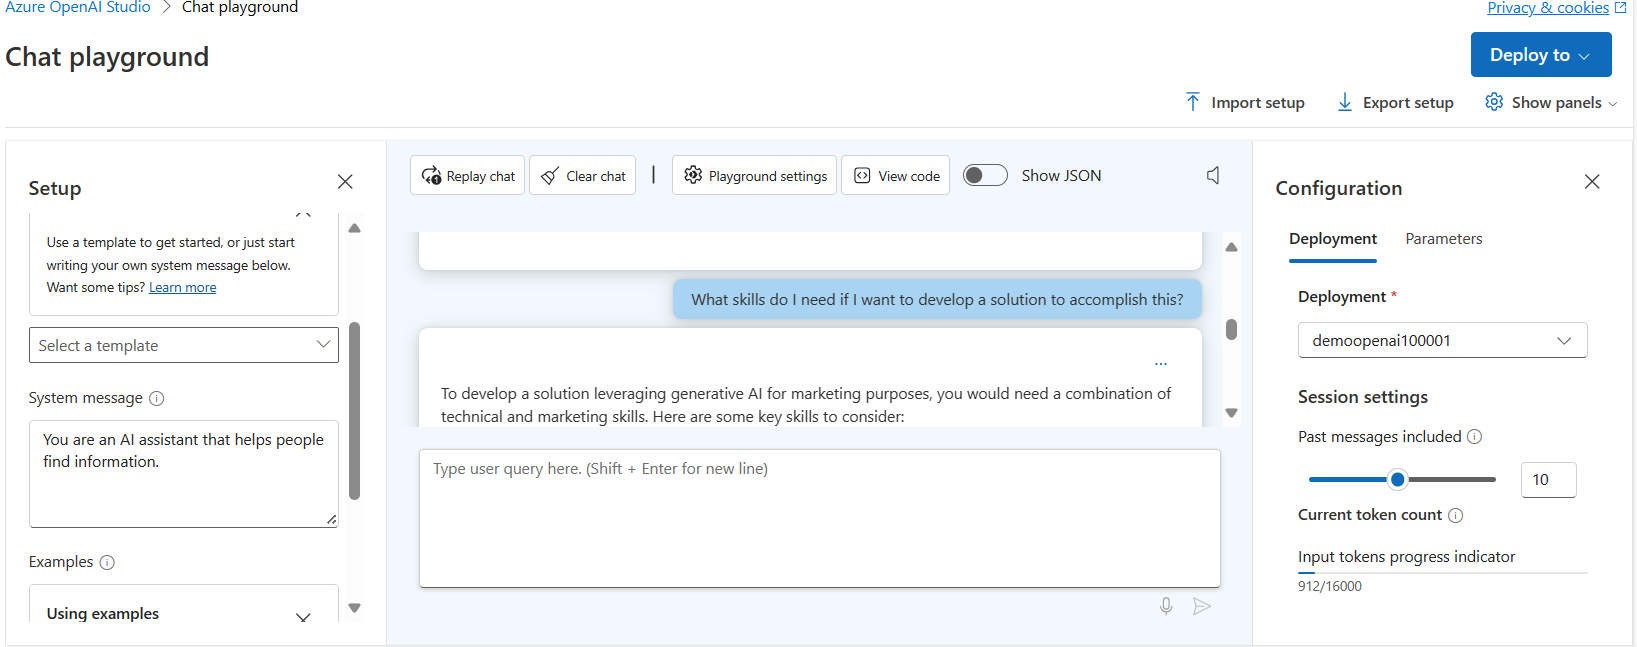 Azure OpenAI Studio > Chat playground
Privacy & cookies
Chat playground
Deploy to
Import setup
Export setup
Show panels
Setup
Use a template to get started, or just start
writing your own system message below.
Want some tips? Learn more
Select a template
System message
You are an AI assistant that helps people
find information.
Examples
Using examples
Replay chat
Clear chat
Playground settings
View code
Show JSON
What skills do I need if I want to develop a solution to accomplish this?
...
To develop a solution leveraging generative AI for marketing purposes, you would need a combination of
technical and marketing skills. Here are some key skills to consider:
Type user query here. (Shift + Enter for new line)
Configuration
Deployment
Parameters
Deployment *
demoopenai100001
Session settings
Past messages included
10
Current token count
Input tokens progress indicator
912/16000